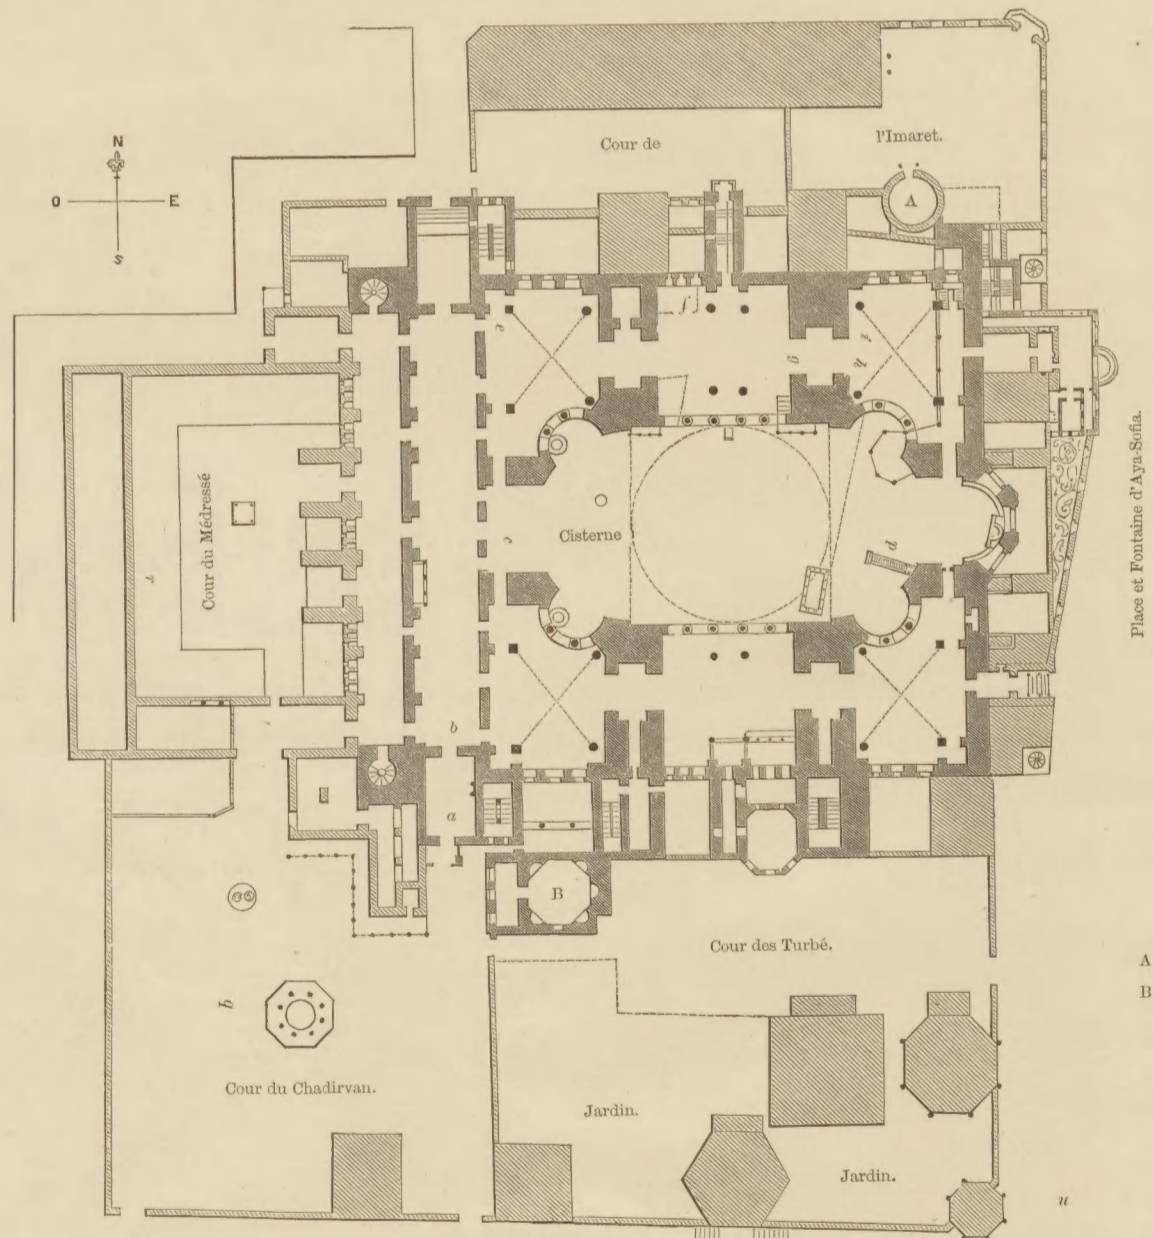 Cour de
l'Imaret.
N
O
E
S
A
f
e
g
i
h
Place et Fontaine d'Aya-Sofia.
Cour du Médressé
r
Cisterne
c
d
b
a
B
Cour des Turbé.
A
B
q
Cour du Chadirvan.
Jardin.
Jardin.
u